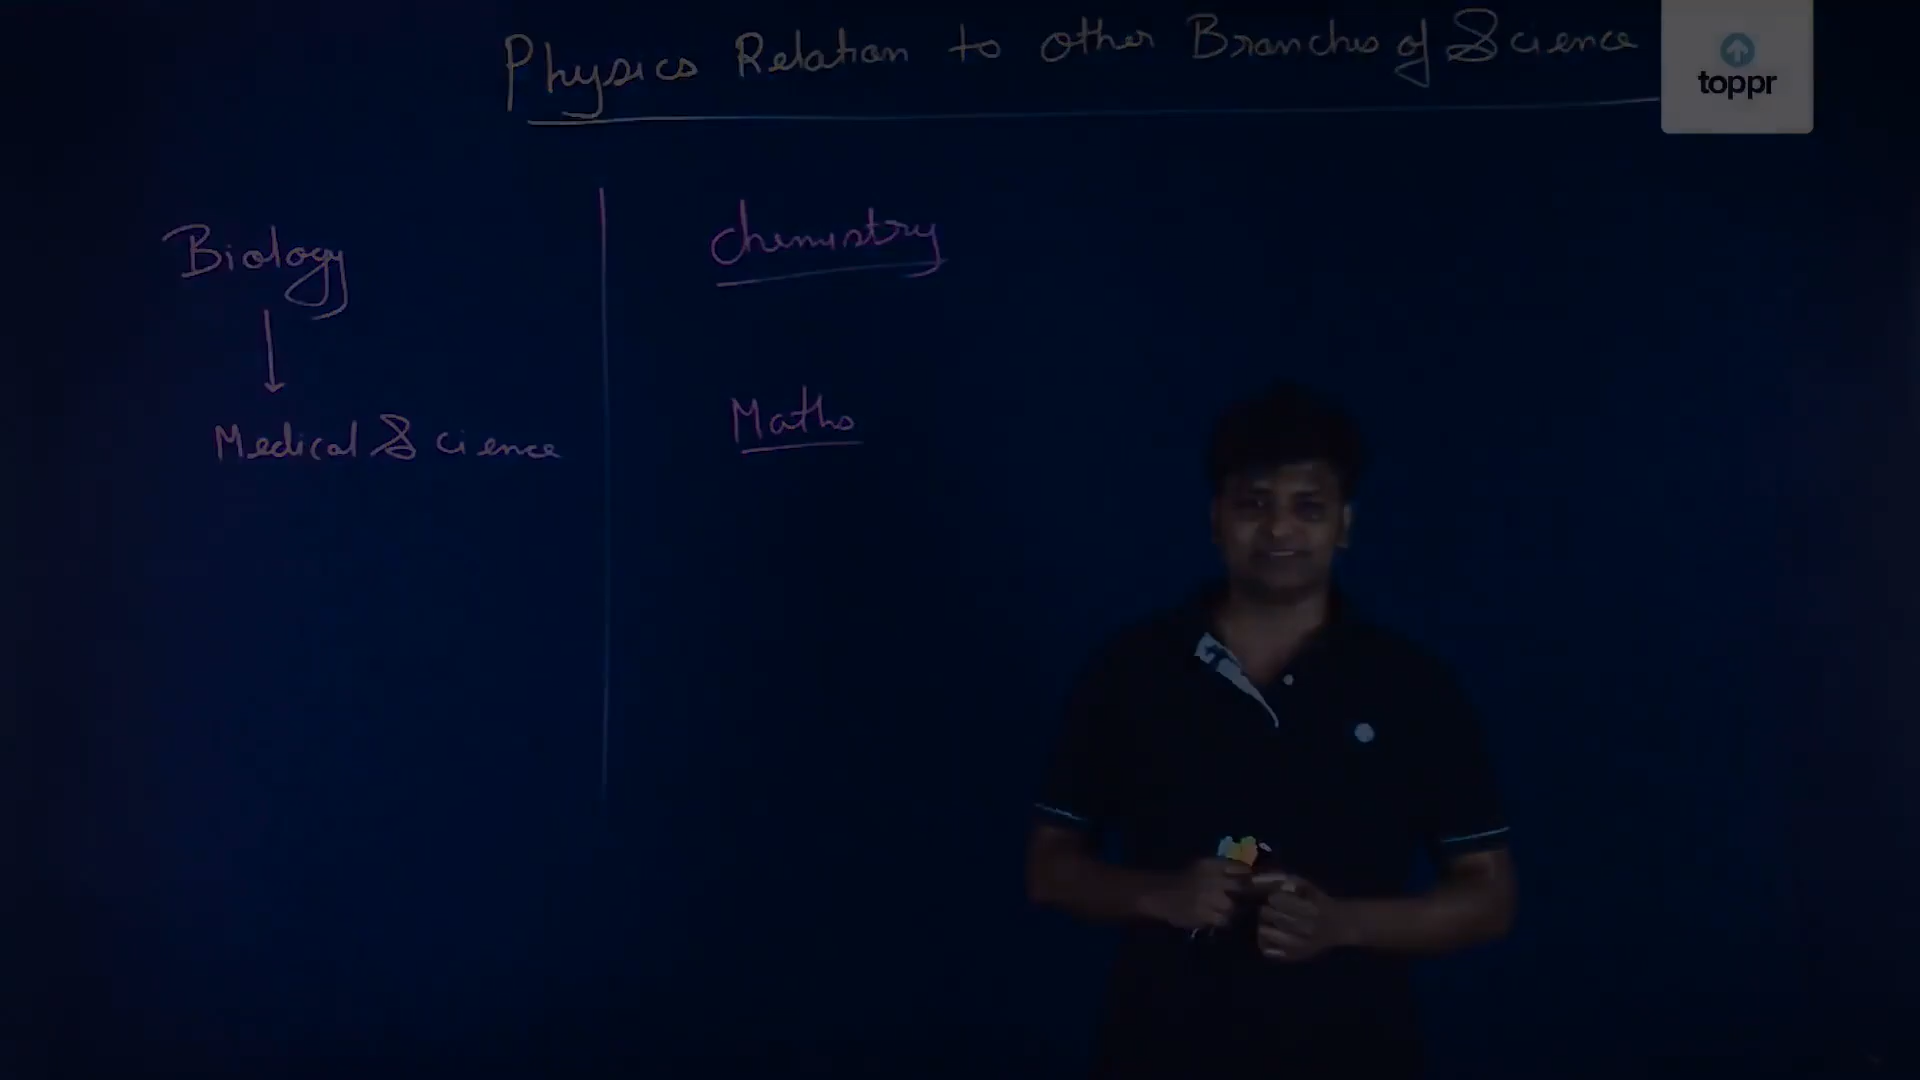 Physics Relation to other Branches of Science
toppr
Biology
Medical Science
Chemistry
Maths